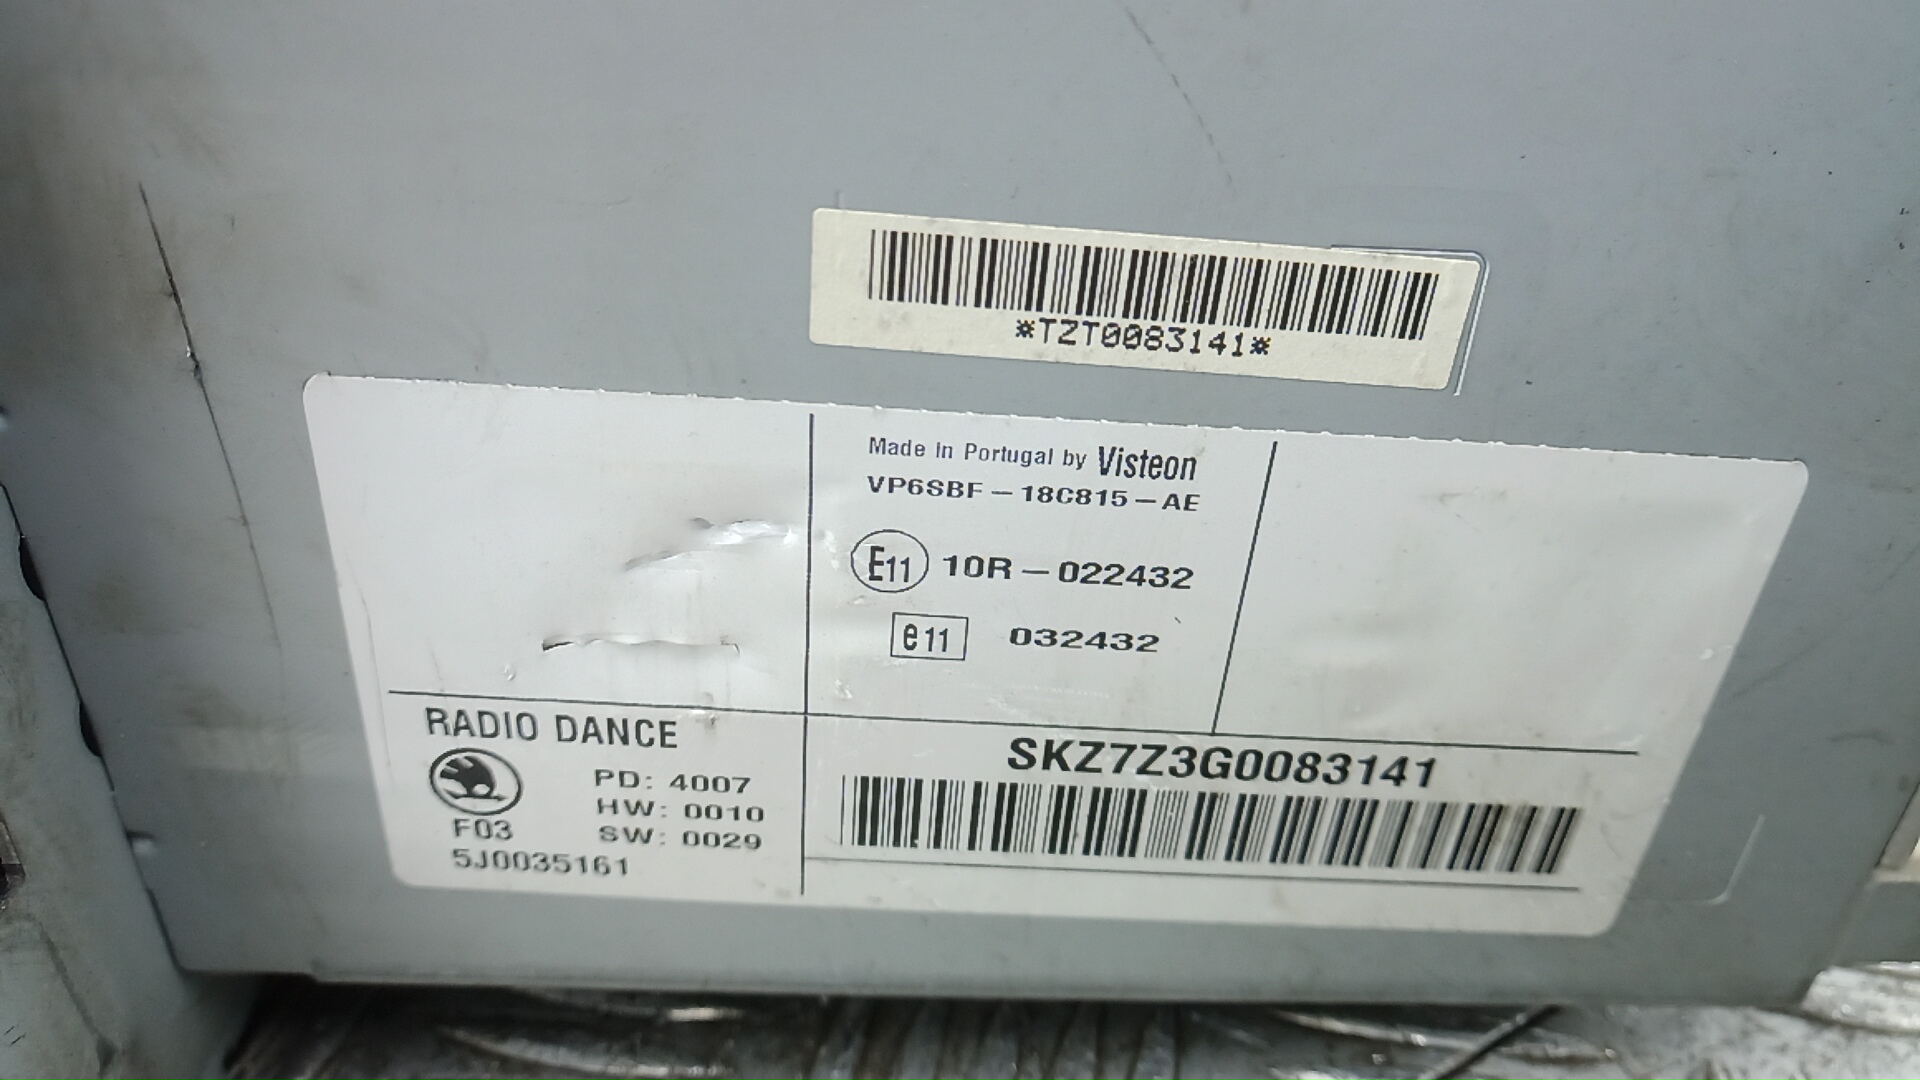 *TZT0083141*
Made in Portugal by Visteon
VP6SBF-18C815-AE
E11 10R-022432
e11 032432
RADIO DANCE
PD: 4007
HW: 0010
F03
SW: 0029
5J0035161
SKZ7Z3G0083141